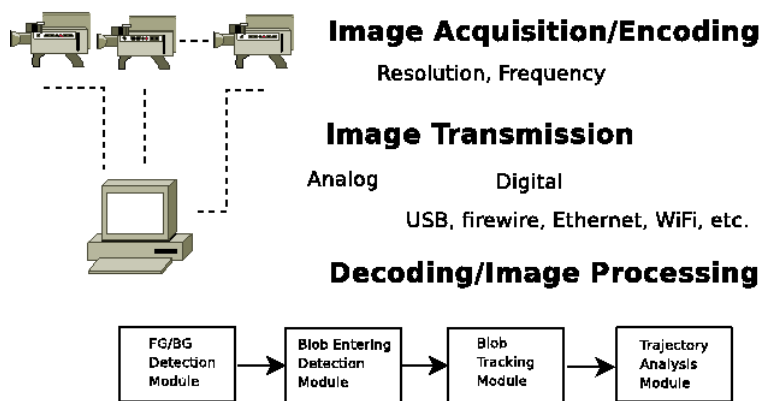 Image Acquisition/Encoding
Resolution, Frequency
Image Transmission
Analog
Digital
USB, firewire, Ethernet, WiFi, etc.
Decoding/Image Processing
FG/BG
Detection
Module
Blob Entering
Detection
Module
Blob
Tracking
Module
Trajectory
Analysis
Module